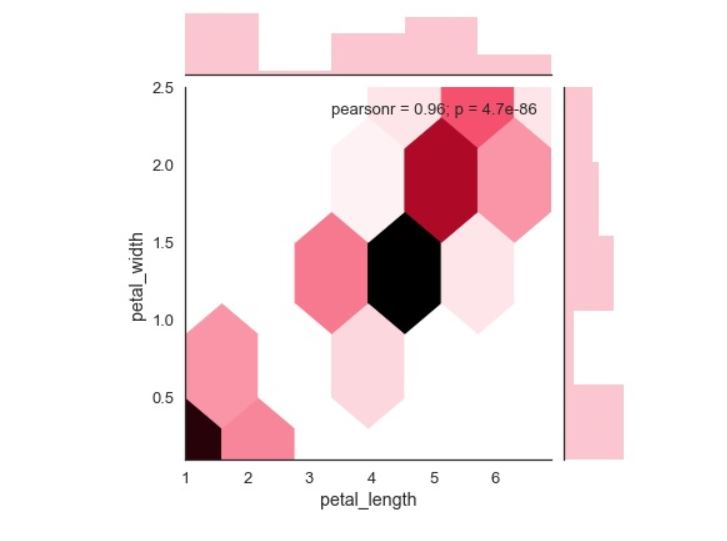 2.5
pearsonr = 0.96; p = 4.7e-86
2.0
1.5
petal_width
1.0
0.5
1 2 3 4 5 6
petal_length